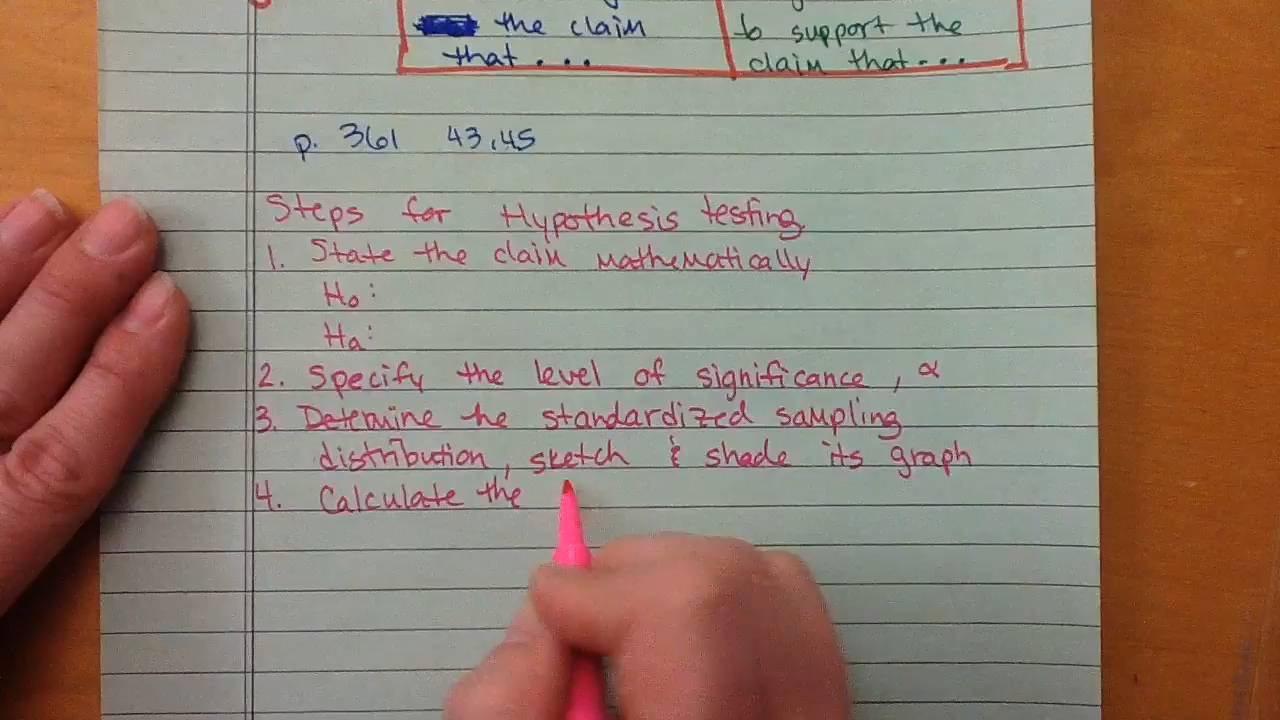 the claim
that...
to support the
claim that...
p. 361 43,45
Steps for Hypothesis testing
1. State the claim mathematically
Ho:
Ha:
2. Specify the level of significance, α
3. Determine the standardized sampling
distribution, sketch & shade its graph
4. Calculate the